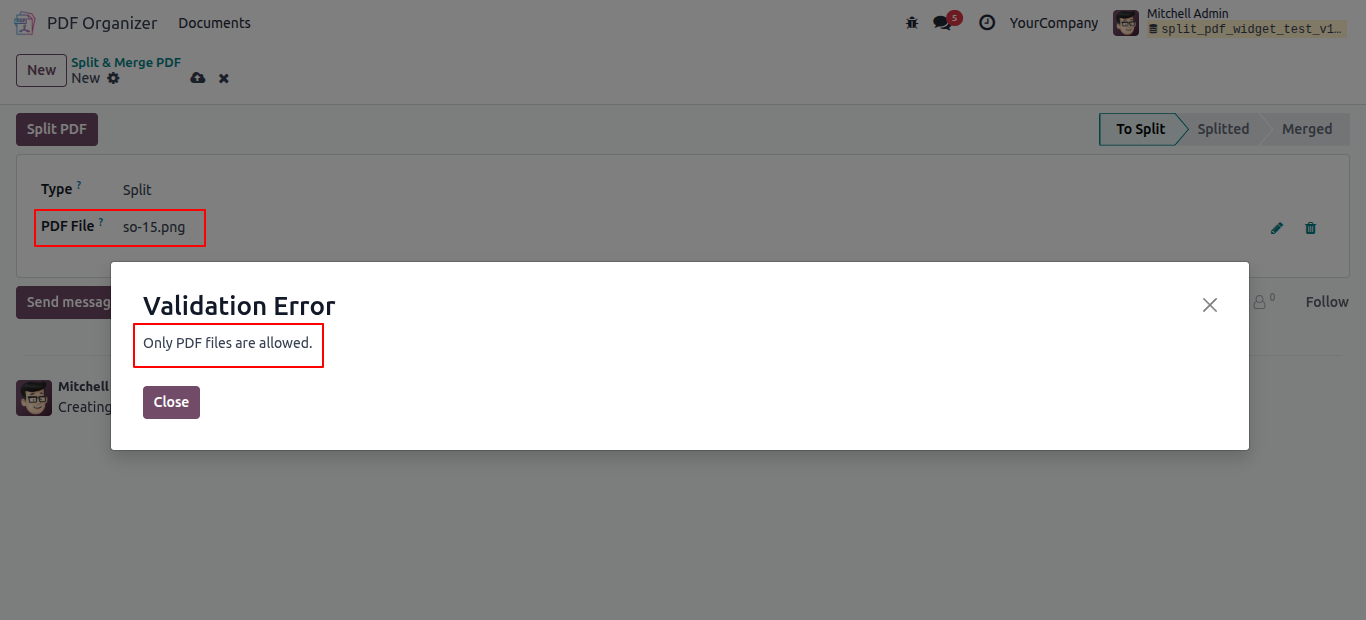 PDF Organizer Documents 5 YourCompany Mitchell Admin
split_pdf_widget_test_v1...
New Split & Merge PDF
New
Split PDF To Split Splitted Merged
Type ? Split
PDF File ? so-15.png
Validation Error
Only PDF files are allowed.
Close
Send messag 0 Follow
Mitchell
Creating